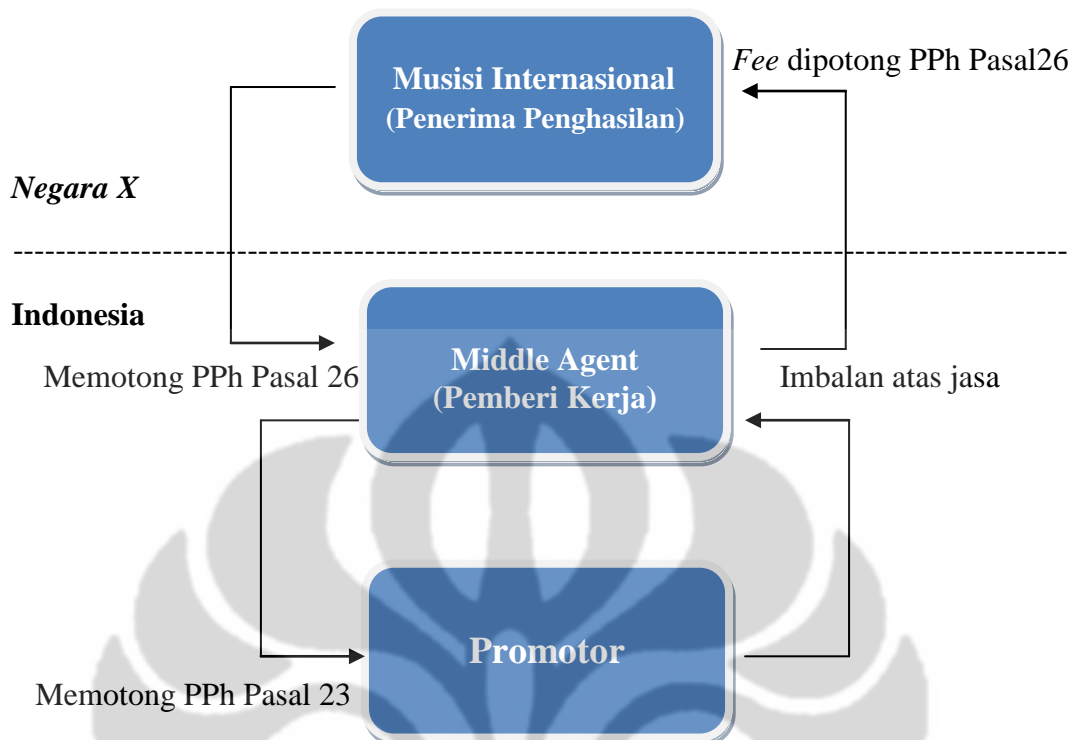 Musisi Internasional
(Penerima Penghasilan)
Fee dipotong PPh Pasal26
Negara X
Indonesia
Memotong PPh Pasal 26
Middle Agent
(Pemberi Kerja)
Imbalan atas jasa
Promotor
Memotong PPh Pasal 23